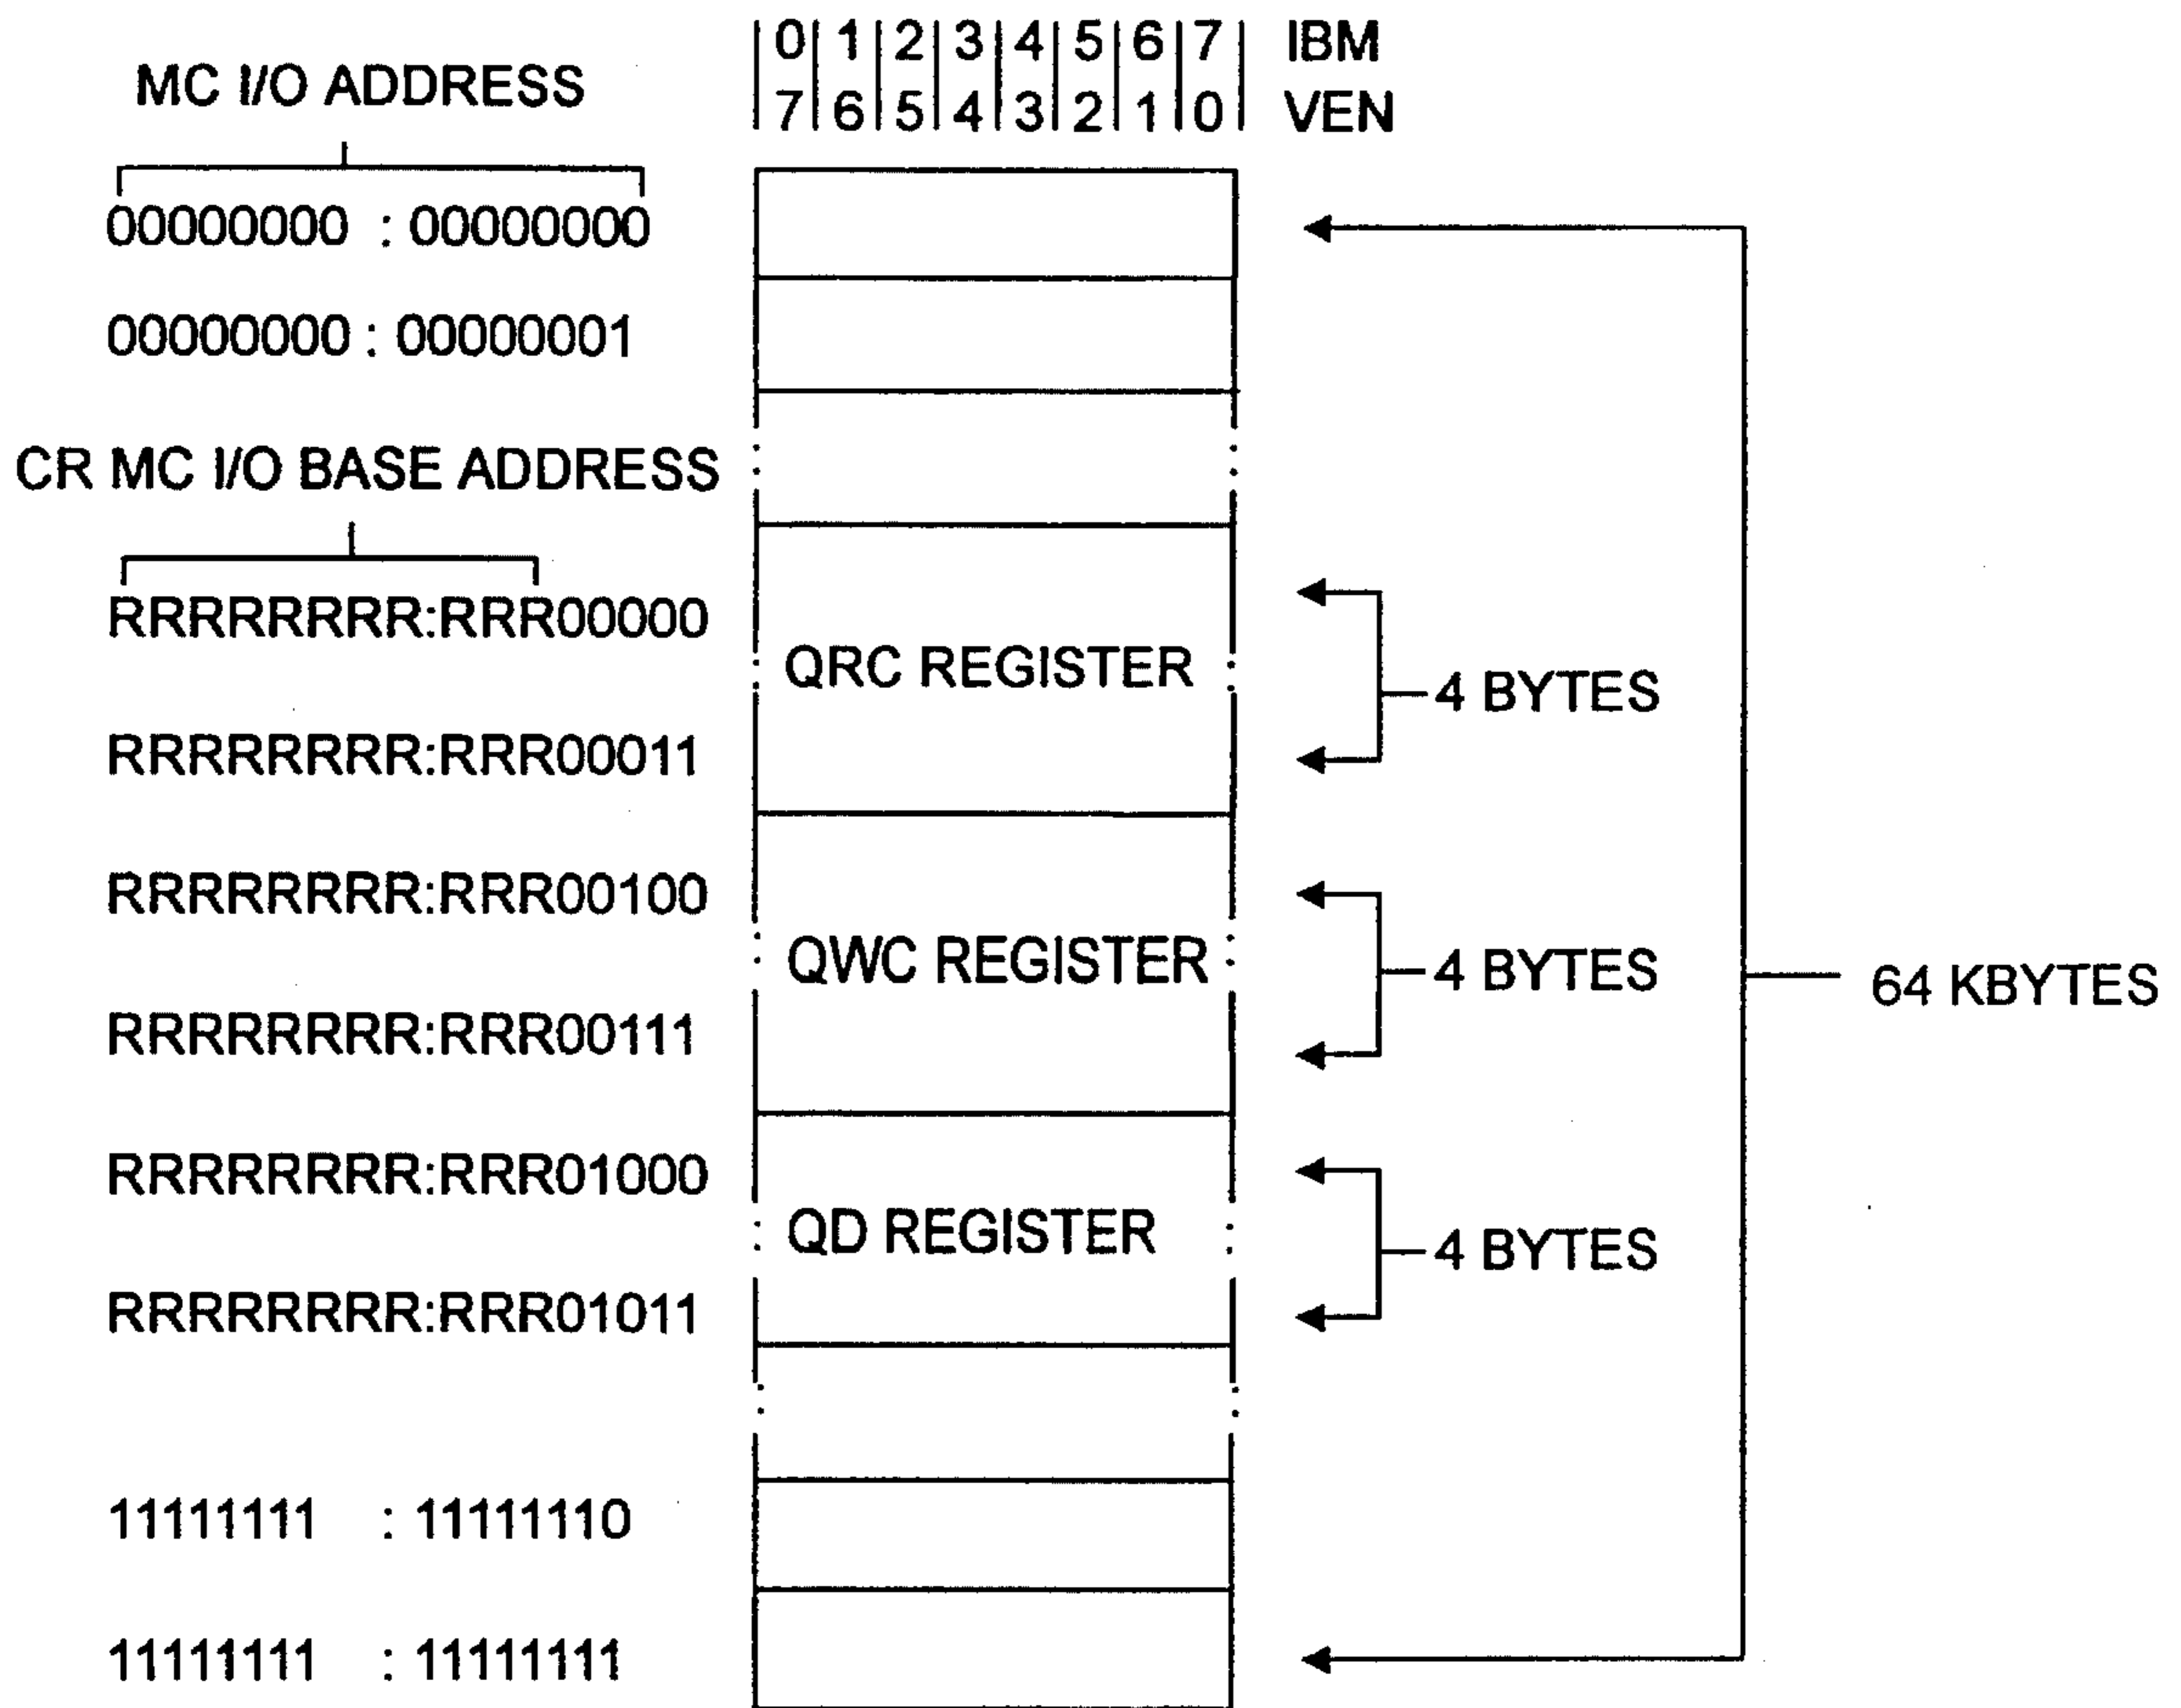 |0|1|2|3|4|5|6|7| IBM
MC I/O ADDRESS
|7|6|5|4|3|2|1|0| VEN
00000000 : 00000000
00000000 : 00000001
CR MC I/O BASE ADDRESS
RRRRRRRR:RRR00000
QRC REGISTER
4 BYTES
RRRRRRRR:RRR00011
RRRRRRRR:RRR00100
QWC REGISTER
4 BYTES
64 KBYTES
RRRRRRRR:RRR00111
RRRRRRRR:RRR01000
QD REGISTER
4 BYTES
RRRRRRRR:RRR01011
11111111 : 11111110
11111111 : 11111111